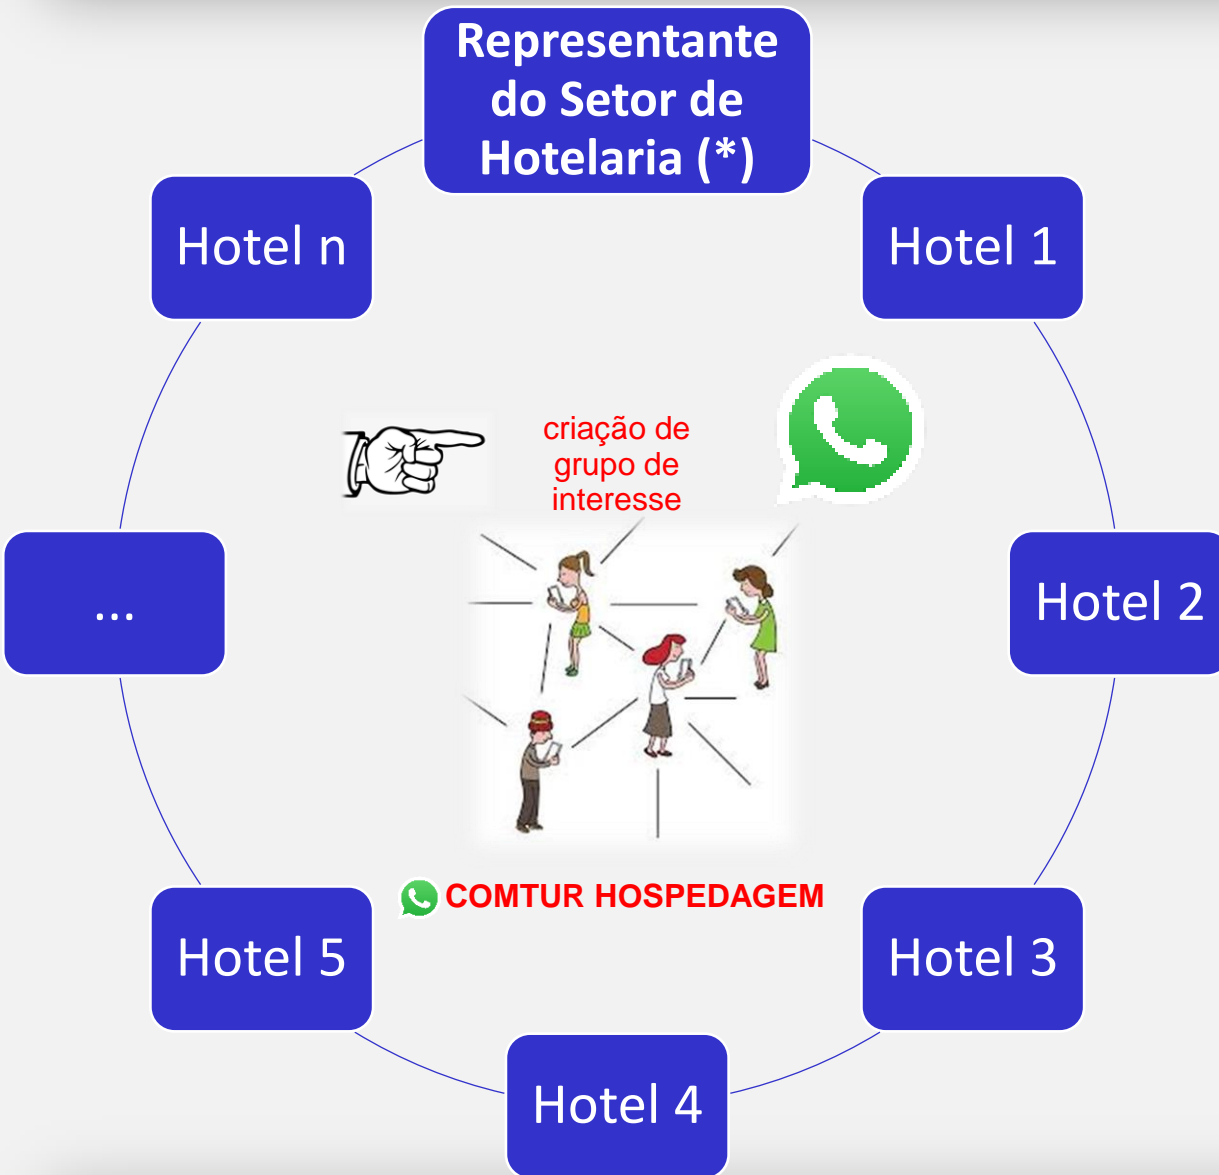 Representante
do Setor de
Hotelaria (*)
Hotel n
Hotel 1
criação de
grupo de
interesse
...
Hotel 2
COMTUR HOSPEDAGEM
Hotel 5
Hotel 3
Hotel 4